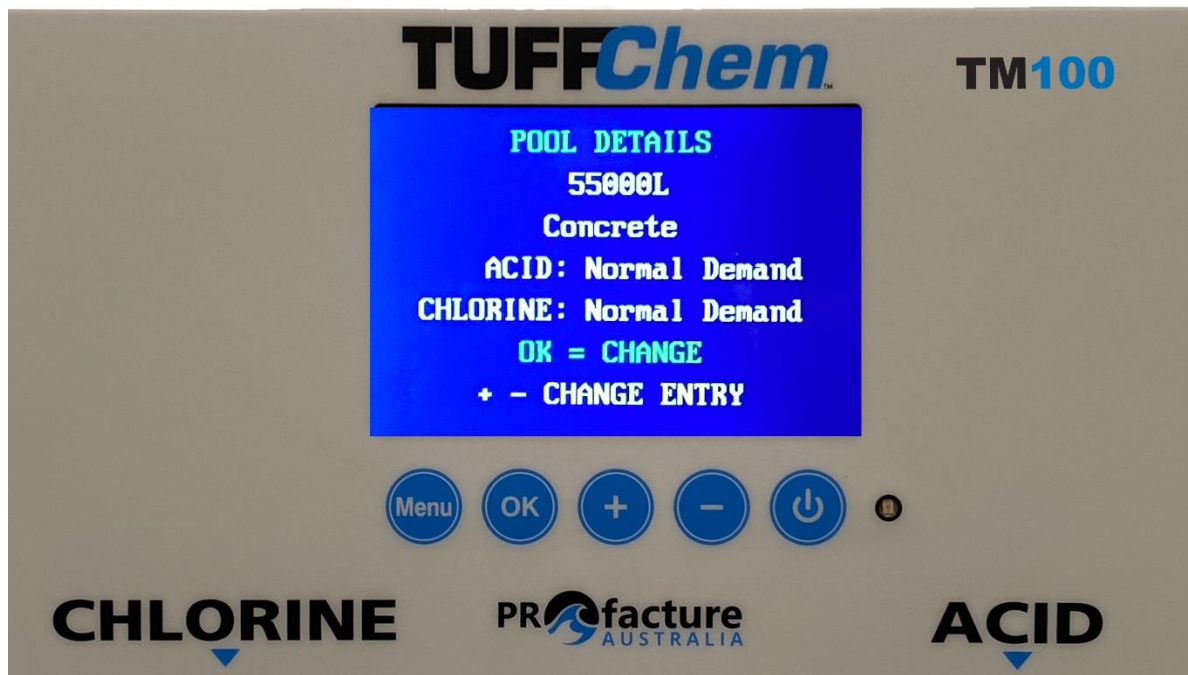 TUFFChem™
TM100
POOL DETAILS
55000L
Concrete
ACID: Normal Demand
CHLORINE: Normal Demand
OK = CHANGE
+ - CHANGE ENTRY
Menu OK + -
CHLORINE
PROfacture
AUSTRALIA
ACID